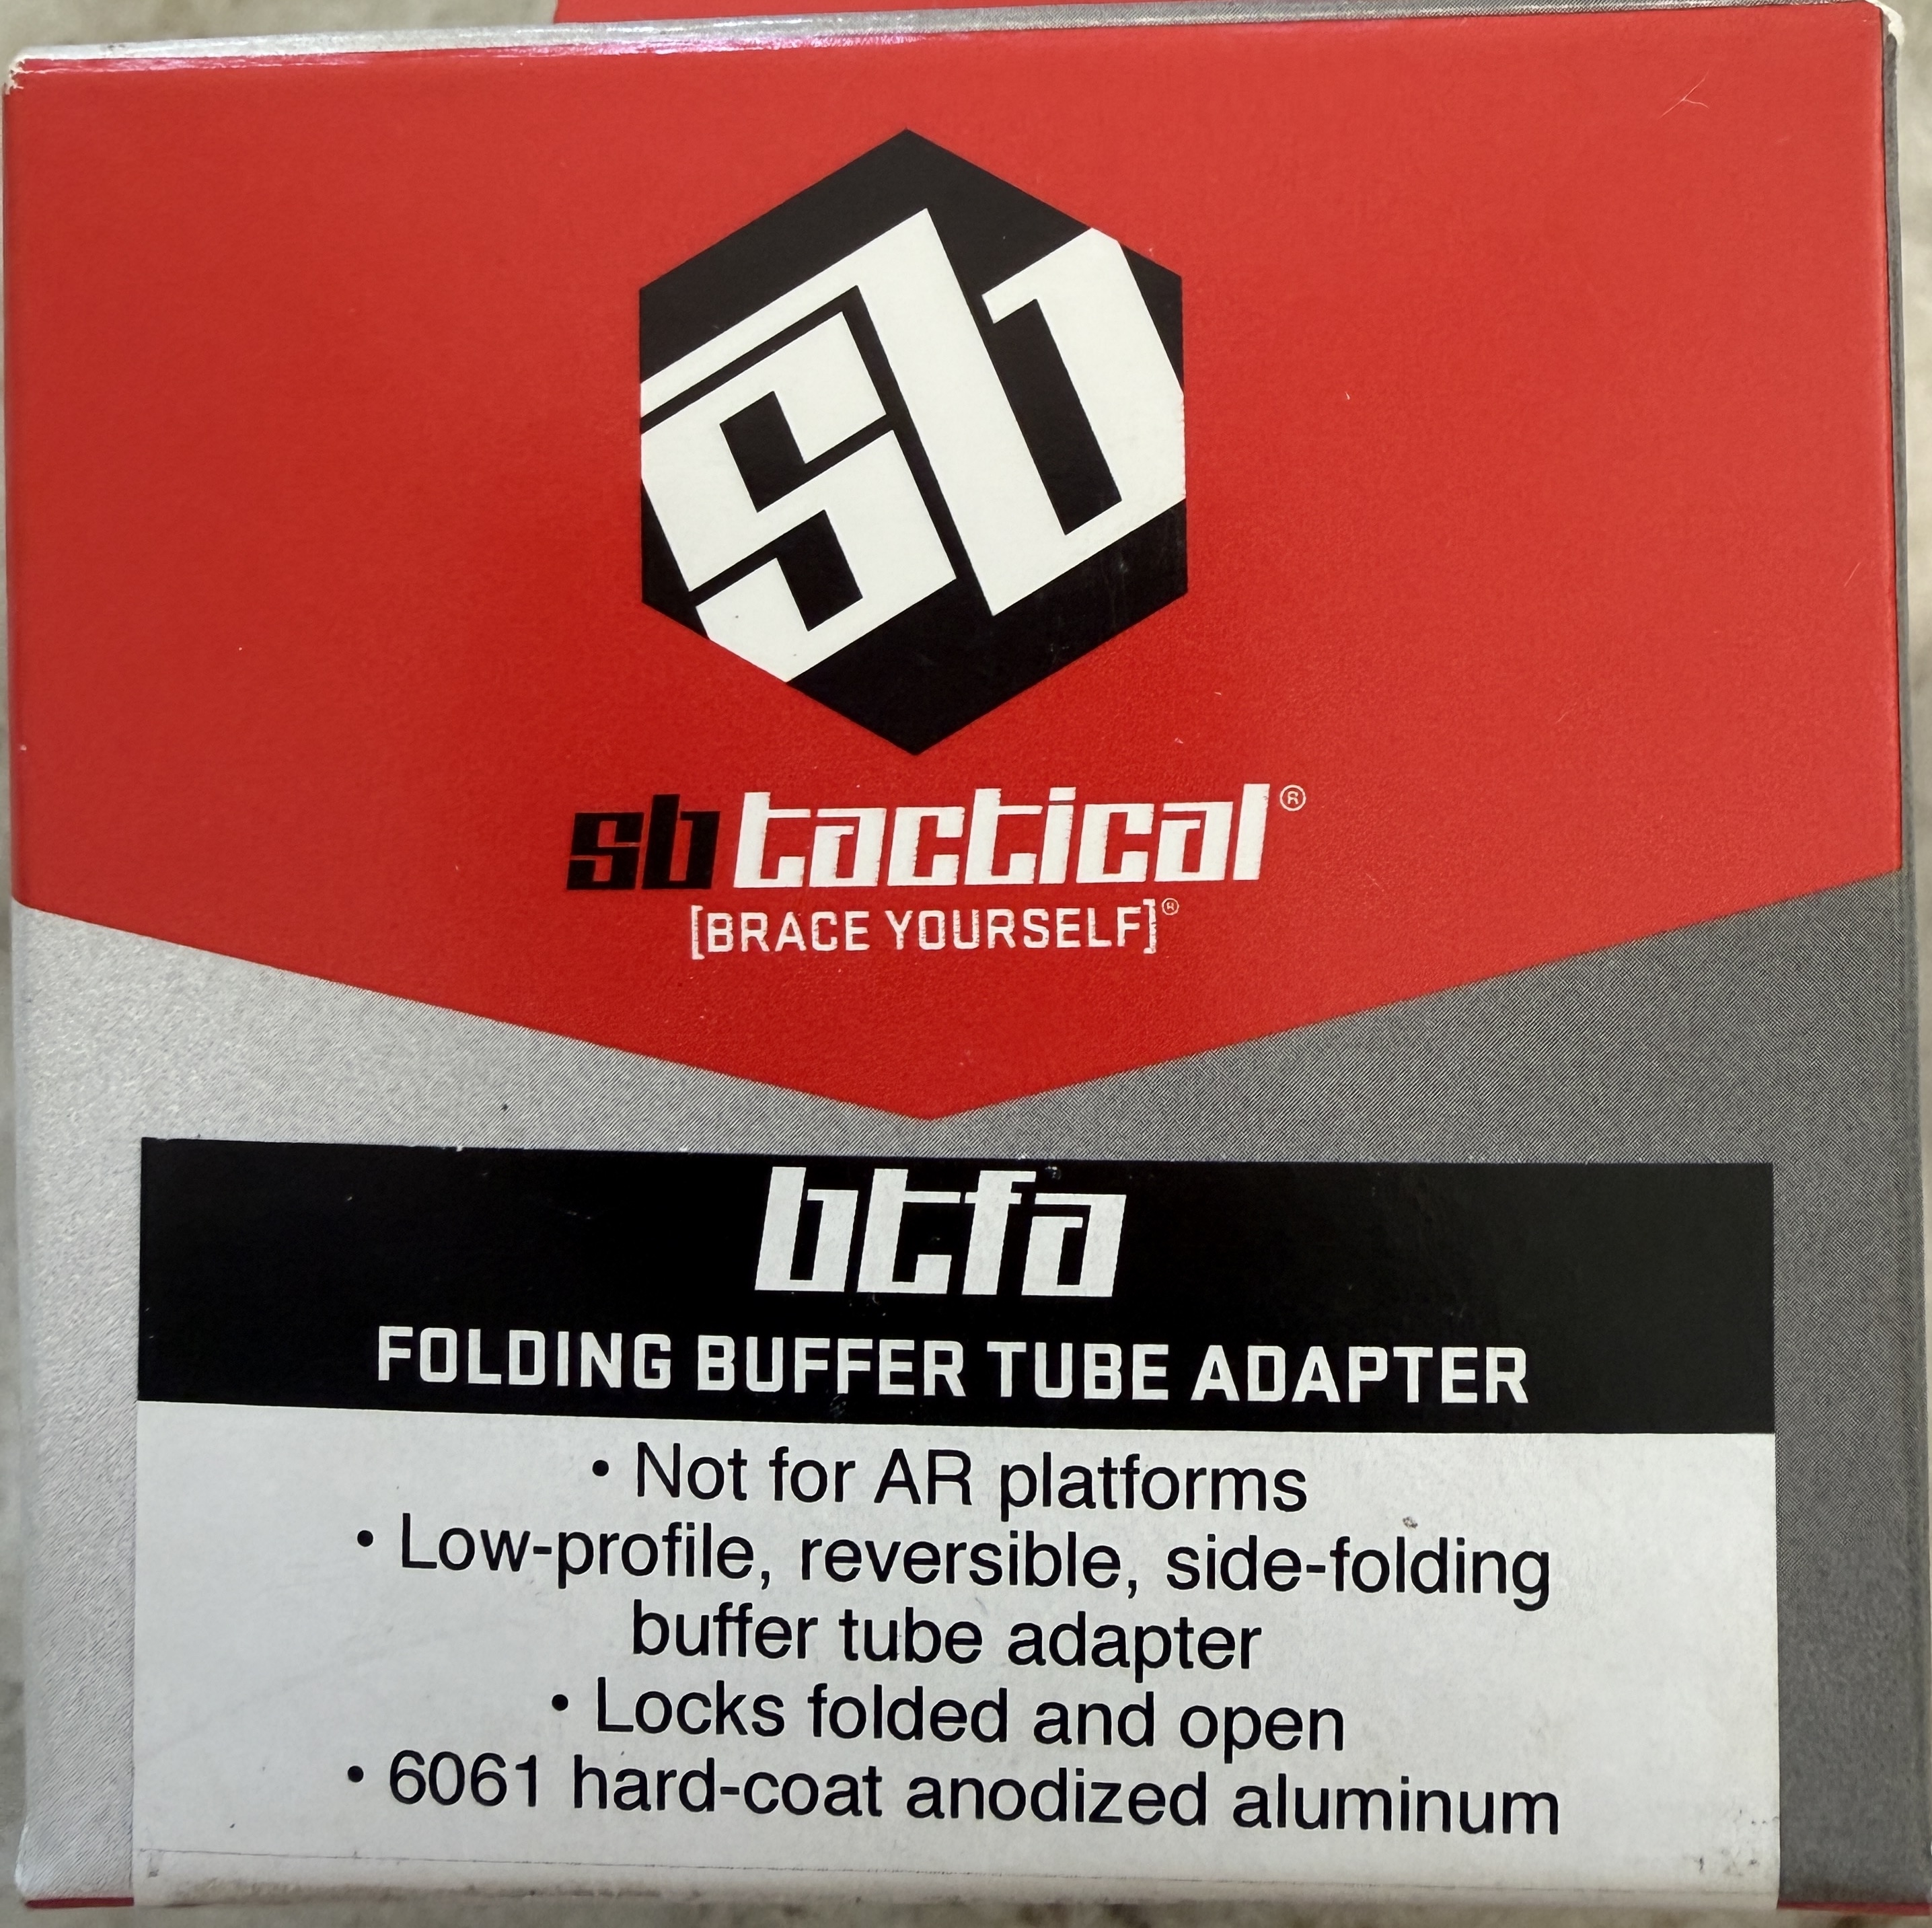 sb
sb tactical®
[BRACE YOURSELF]®
btfa
FOLDING BUFFER TUBE ADAPTER
• Not for AR platforms
• Low-profile, reversible, side-folding
buffer tube adapter
• Locks folded and open
• 6061 hard-coat anodized aluminum